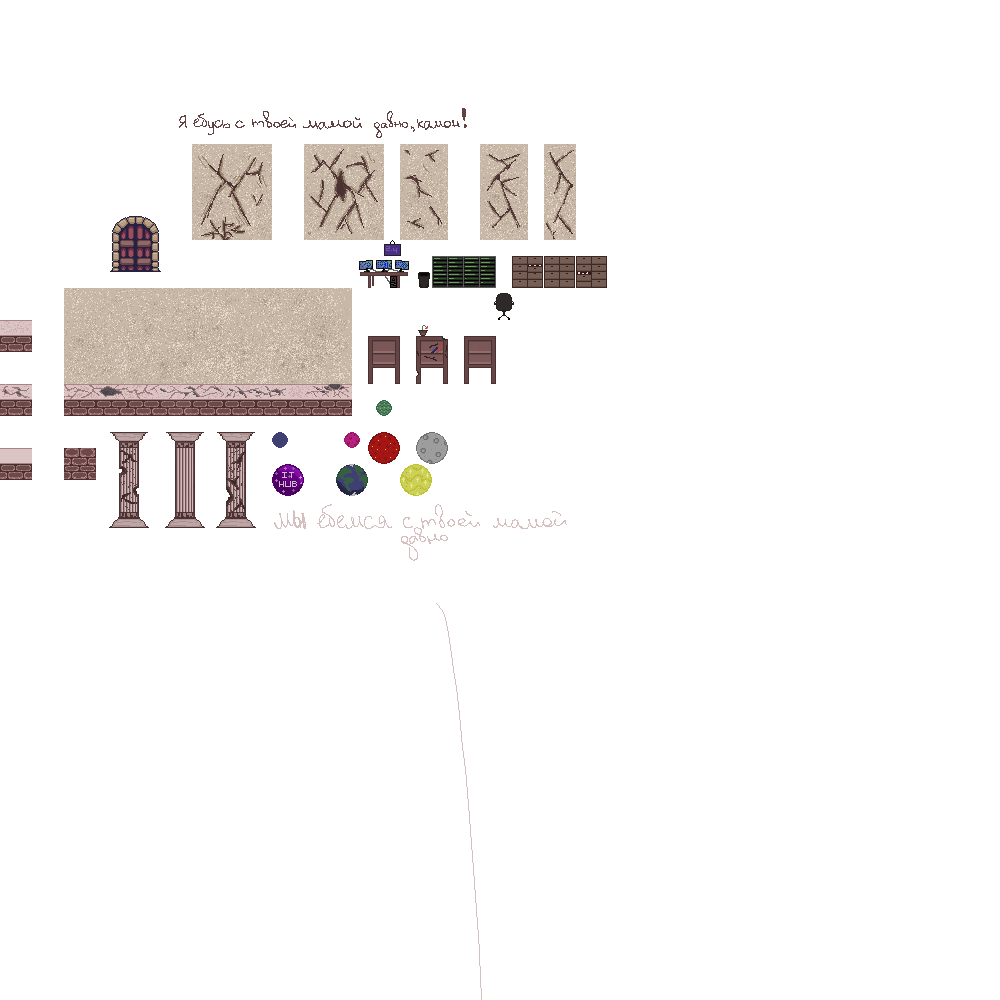 Я ебусь с твоей мамой давно, камон!
IT
HUB
мы ебемся с твоей мамой
давно